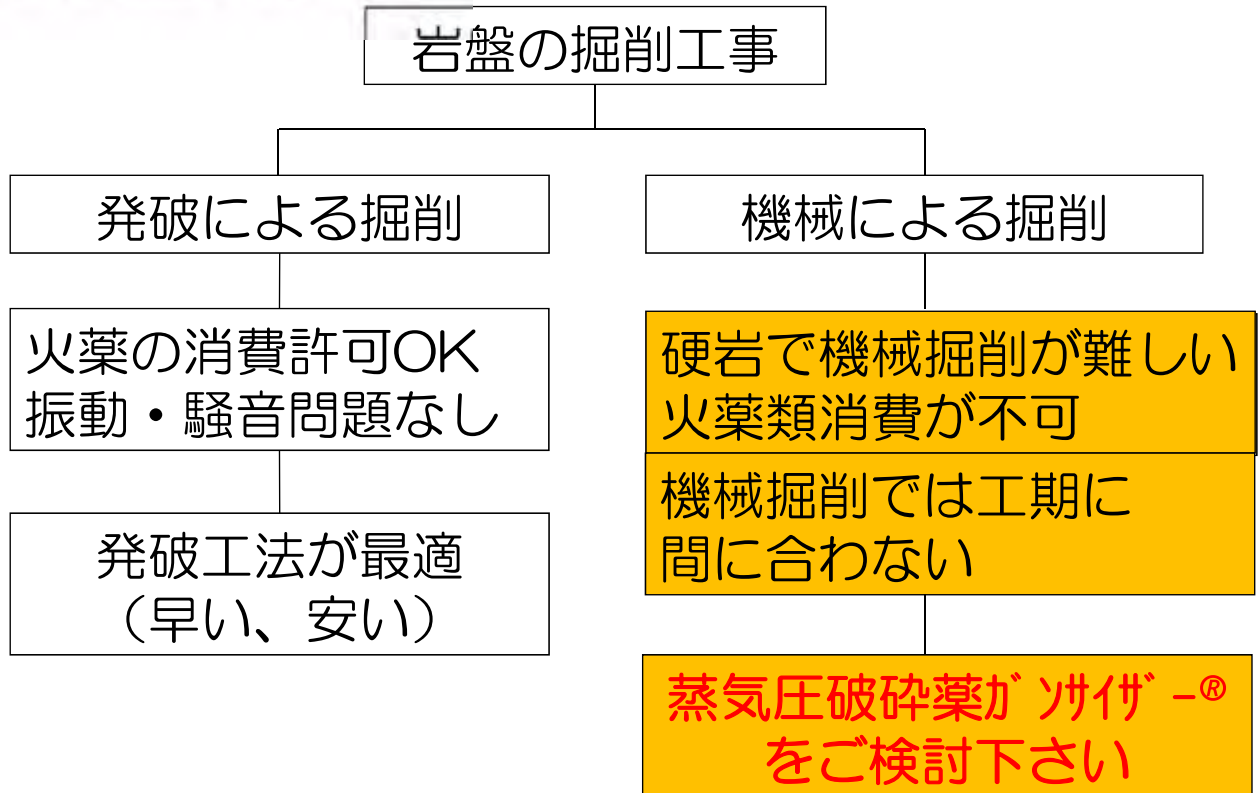 岩盤の掘削工事
発破による掘削
機械による掘削
火薬の消費許可OK
振動・騒音問題なし
硬岩で機械掘削が難しい
火薬類消費が不可
機械掘削では工期に
間に合わない
発破工法が最適
（早い、安い）
蒸気圧破砕薬ｶﾞﾝｻｲｻﾞｰ®
をご検討下さい